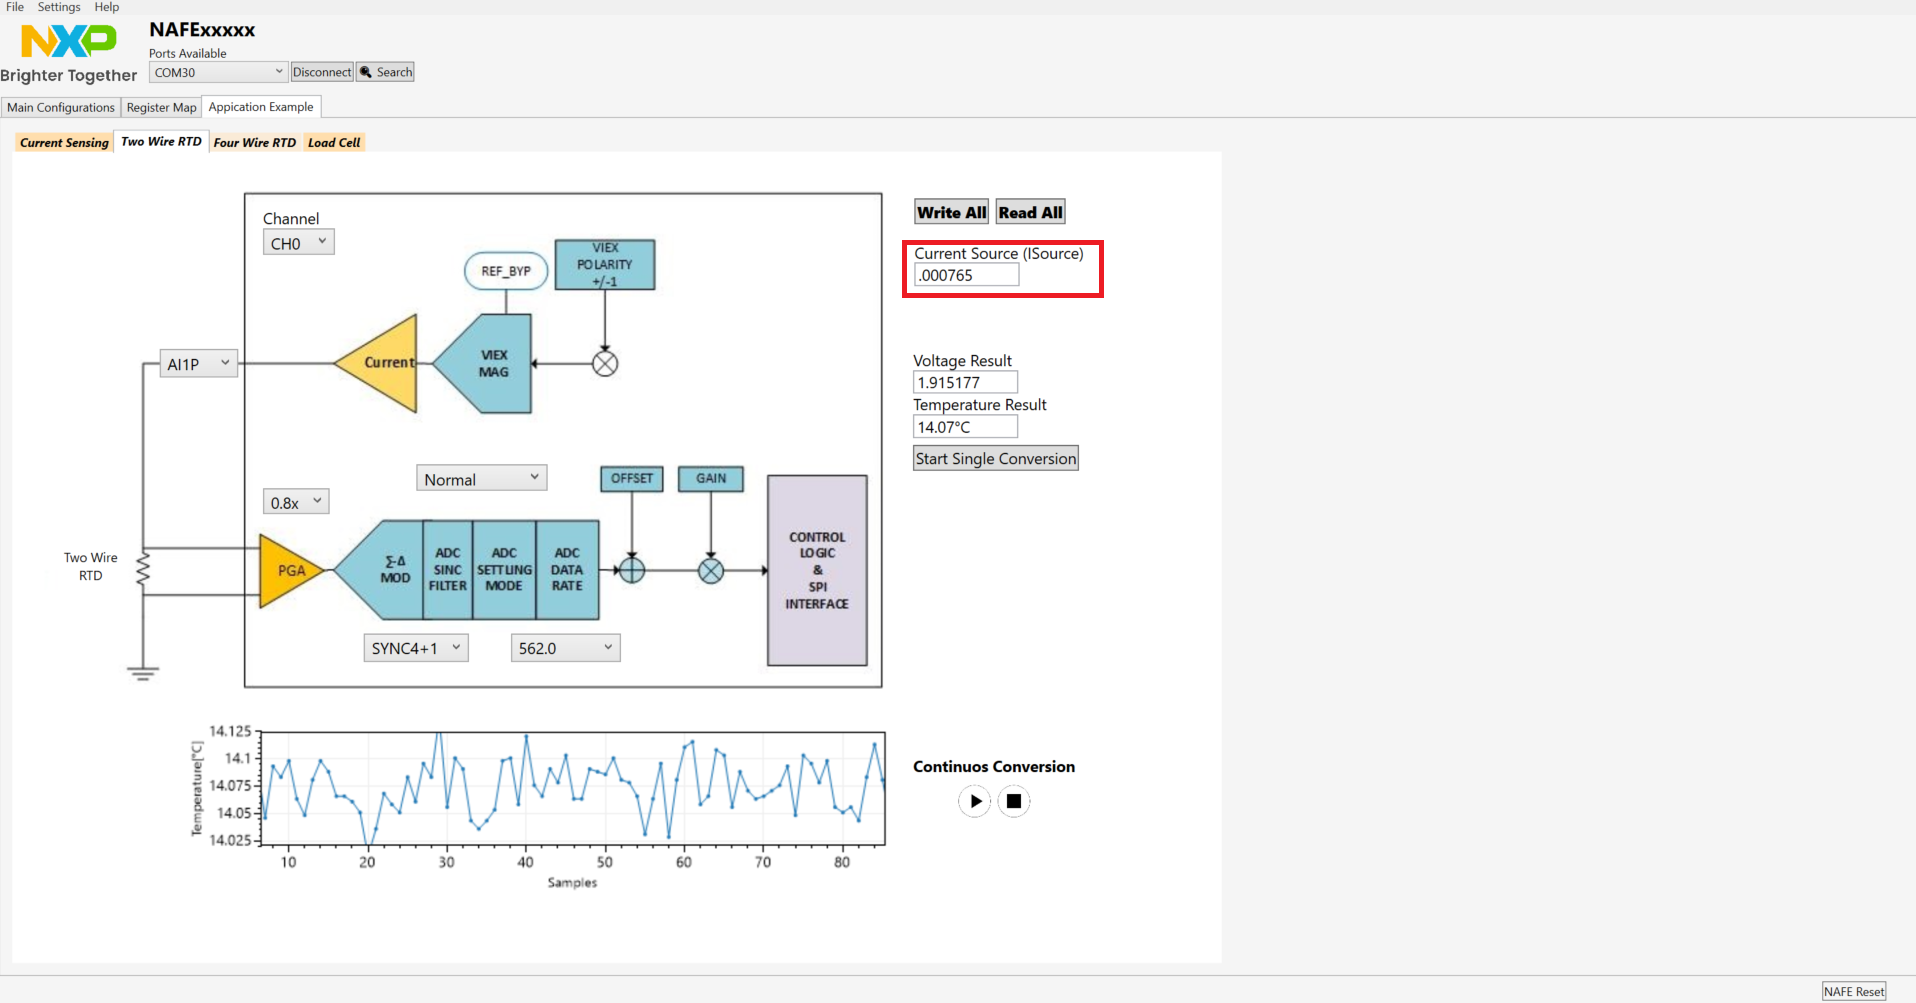 File Settings Help
NXP
Brighter Together
NAFExxxxx
Ports Available
COM30
Disconnect
Search
Main Configurations
Register Map
Appication Example
Current Sensing
Two Wire RTD
Four Wire RTD
Load Cell
Channel
CH0
REF_BYP
VIEX
POLARITY
+/-1
Current
VIEX
MAG
AI1P
Write All
Read All
Current Source (ISource)
.000765
Voltage Result
1.915177
Temperature Result
14.07°C
Start Single Conversion
Normal
OFFSET
GAIN
0.8x
Two Wire
RTD
PGA
Σ-Δ
MOD
ADC
SINC
FILTER
ADC
SETTLING
MODE
ADC
DATA
RATE
CONTROL
LOGIC
&
SPI
INTERFACE
SYNC4+1
562.0
Temperature[°C]
14.125
14.1
14.075
14.05
14.025
10 20 30 40 50 60 70 80
Samples
Continuos Conversion
NAFE Reset